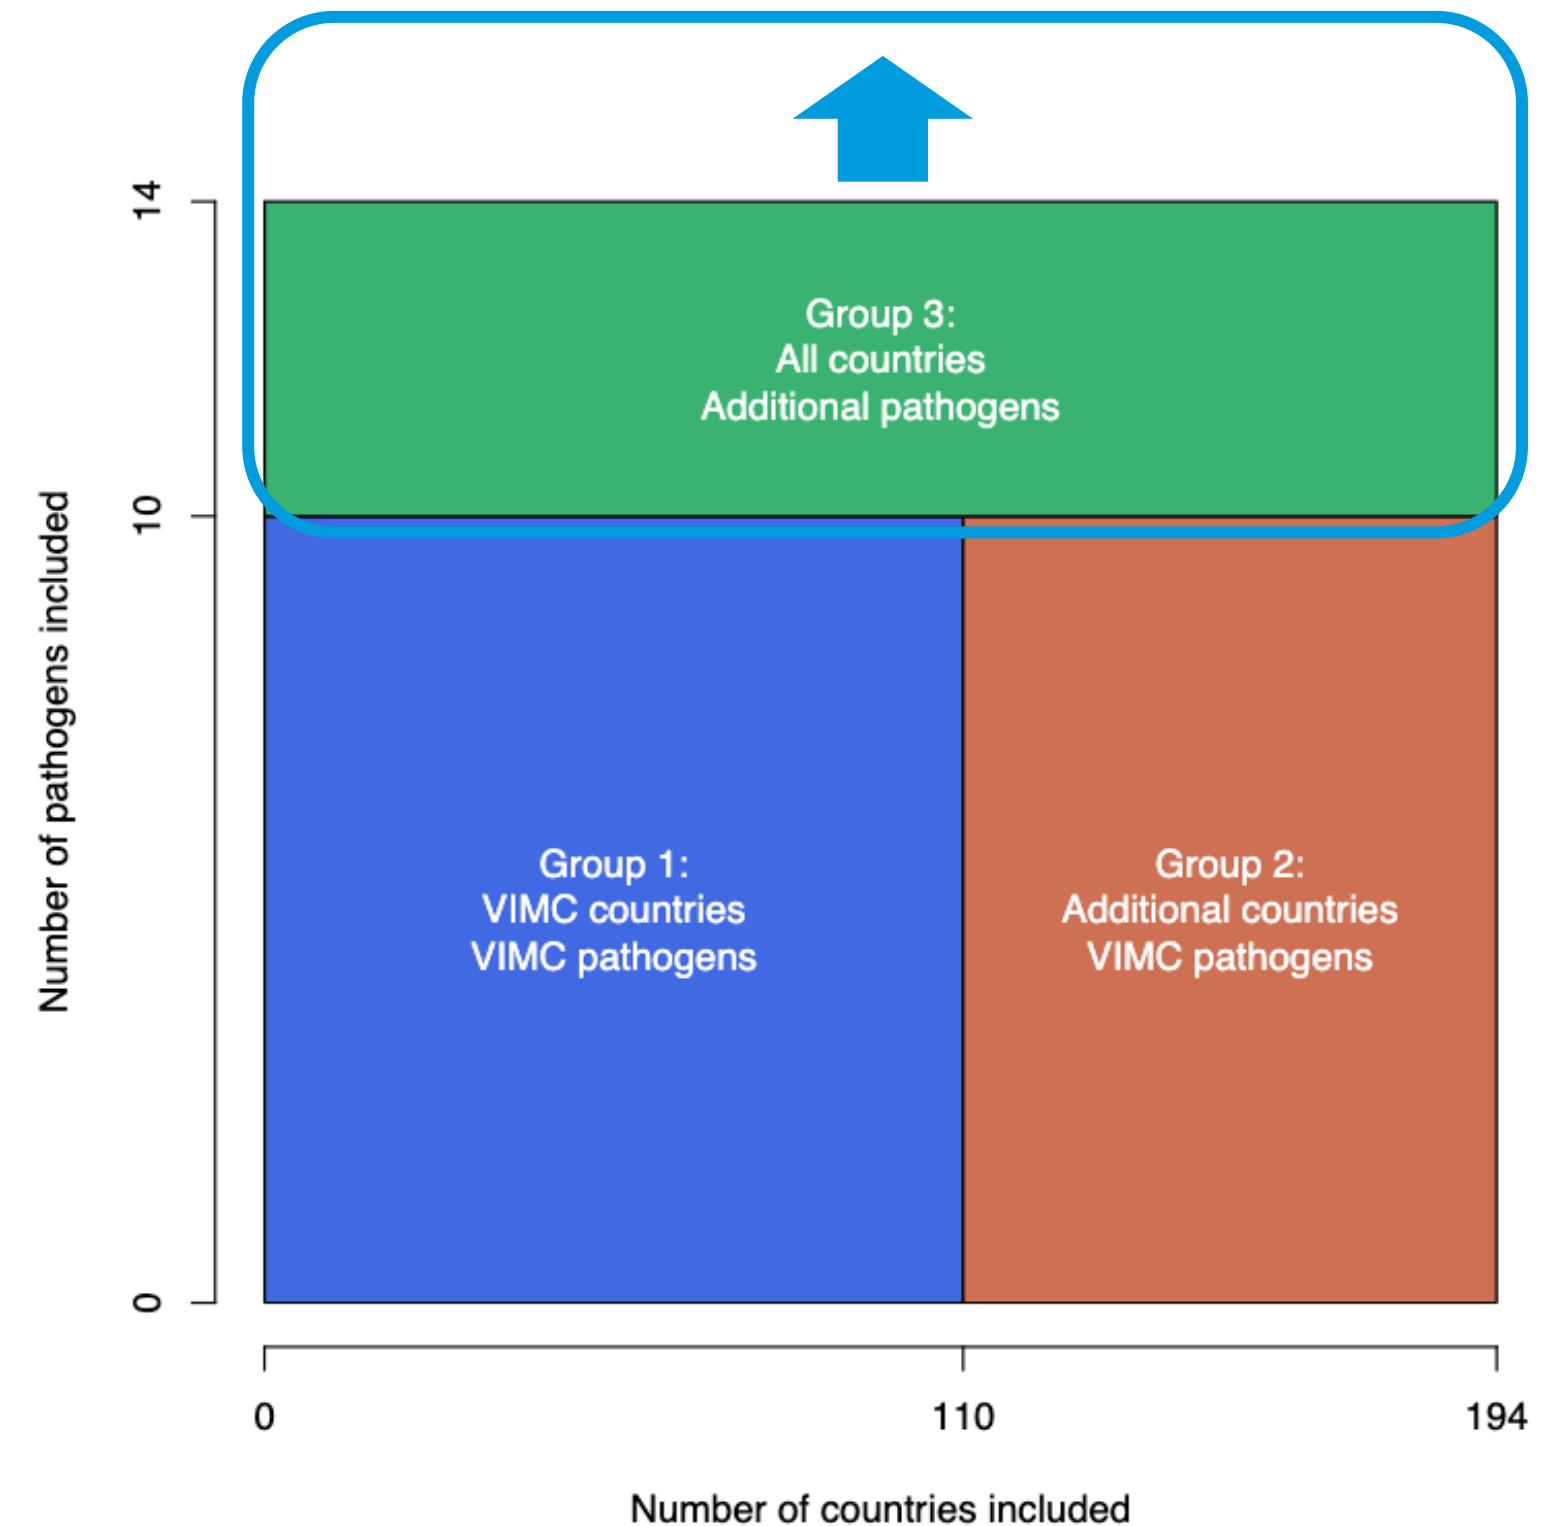 14
Group 3:
All countries
Additional pathogens
10
Number of pathogens included
Group 1:
VIMC countries
VIMC pathogens
Group 2:
Additional countries
VIMC pathogens
0
0
110
194
Number of countries included